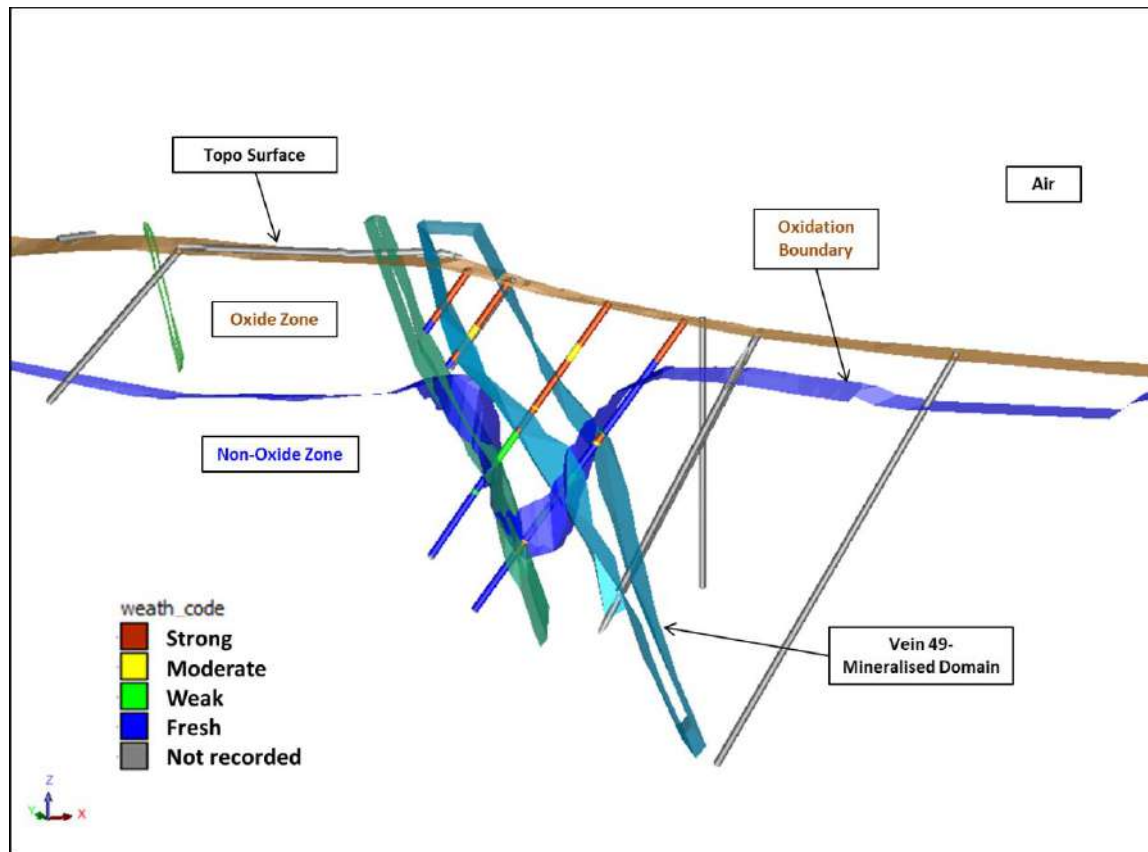 Topo Surface
Air
Oxidation
Boundary
Oxide Zone
Non-Oxide Zone
weath_code
Strong
Moderate
Weak
Fresh
Not recorded
Vein 49-
Mineralised Domain
Z
Y
X